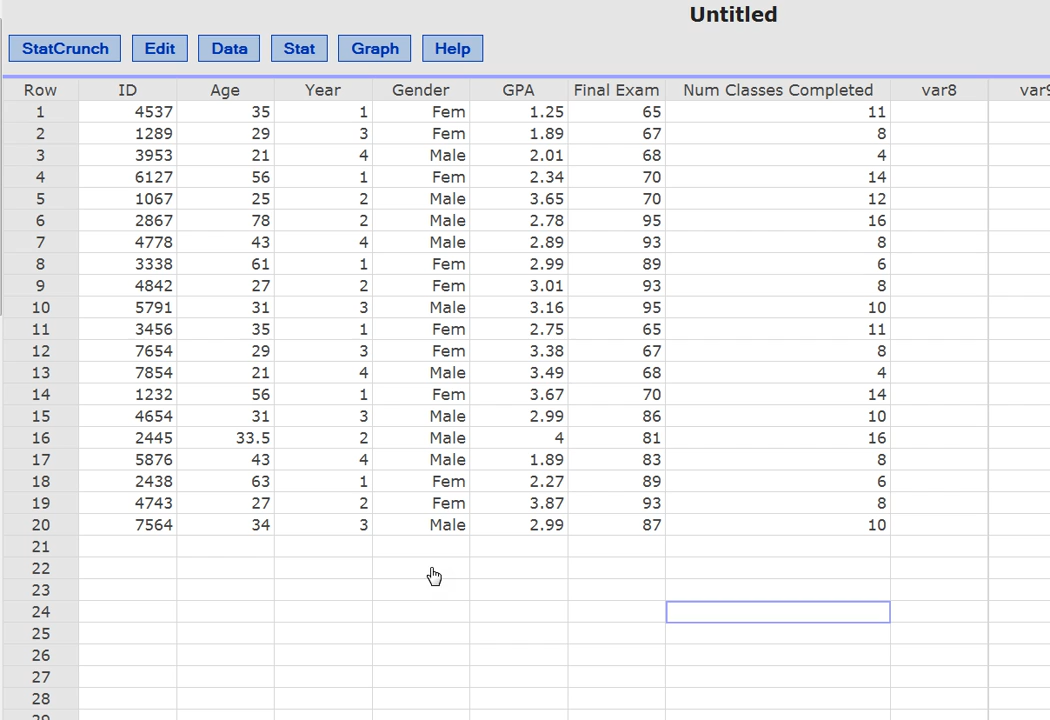 Untitled
StatCrunch Edit Data Stat Graph Help
Row ID Age Year Gender GPA Final Exam Num Classes Completed var8 var9
1 4537 35 1 Fem 1.25 65 11
2 1289 29 3 Fem 1.89 67 8
3 3953 21 4 Male 2.01 68 4
4 6127 56 1 Fem 2.34 70 14
5 1067 25 2 Male 3.65 70 12
6 2867 78 2 Male 2.78 95 16
7 4778 43 4 Male 2.89 93 8
8 3338 61 1 Fem 2.99 89 6
9 4842 27 2 Fem 3.01 93 8
10 5791 31 3 Male 3.16 95 10
11 3456 35 1 Fem 2.75 65 11
12 7654 29 3 Fem 3.38 67 8
13 7854 21 4 Male 3.49 68 4
14 1232 56 1 Fem 3.67 70 14
15 4654 31 3 Male 2.99 86 10
16 2445 33.5 2 Male 4 81 16
17 5876 43 4 Male 1.89 83 8
18 2438 63 1 Fem 2.27 89 6
19 4743 27 2 Fem 3.87 93 8
20 7564 34 3 Male 2.99 87 10
21
22
23
24
25
26
27
28
29